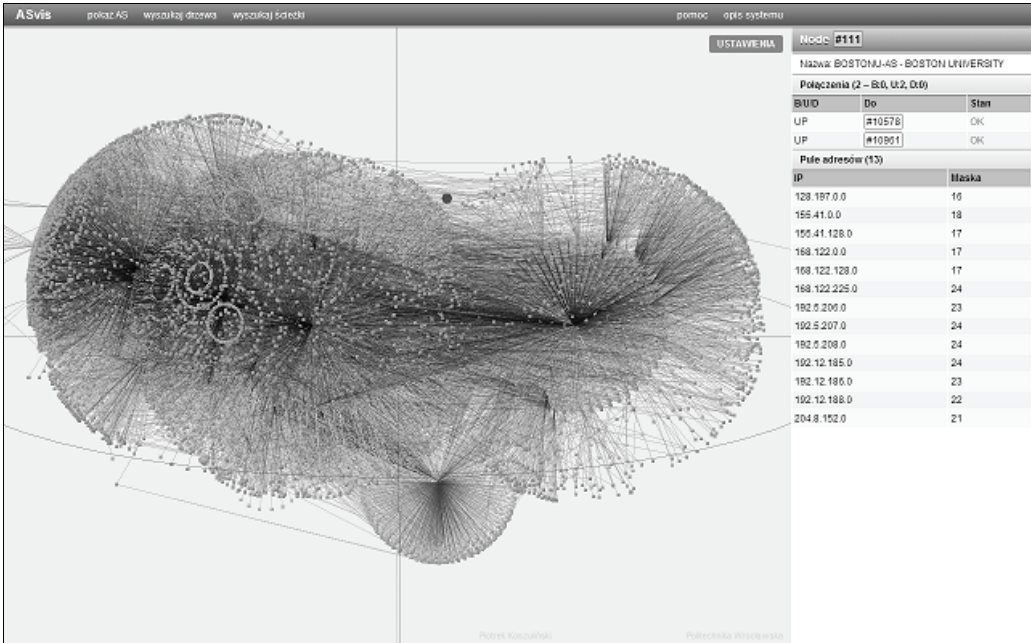 ASvis pokaż AS wyszukaj drzewa wyszukaj ścieżki pomoc opis systemu
USTAWIENIA
Node #111
Nazwa: BOSTONU-AS - BOSTON UNIVERSITY
Połączenia (2 – B:0, U:2, D:0)
B/U/D Do Stan
UP #10578 OK
UP #10961 OK
Pule adresów (13)
IP Maska
128.197.0.0 16
155.41.0.0 18
155.41.128.0 17
168.122.0.0 17
168.122.128.0 17
168.122.225.0 24
192.5.206.0 23
192.5.207.0 24
192.5.208.0 24
192.12.185.0 24
192.12.186.0 23
192.12.188.0 22
204.8.152.0 21
Politechnika Wrocławska